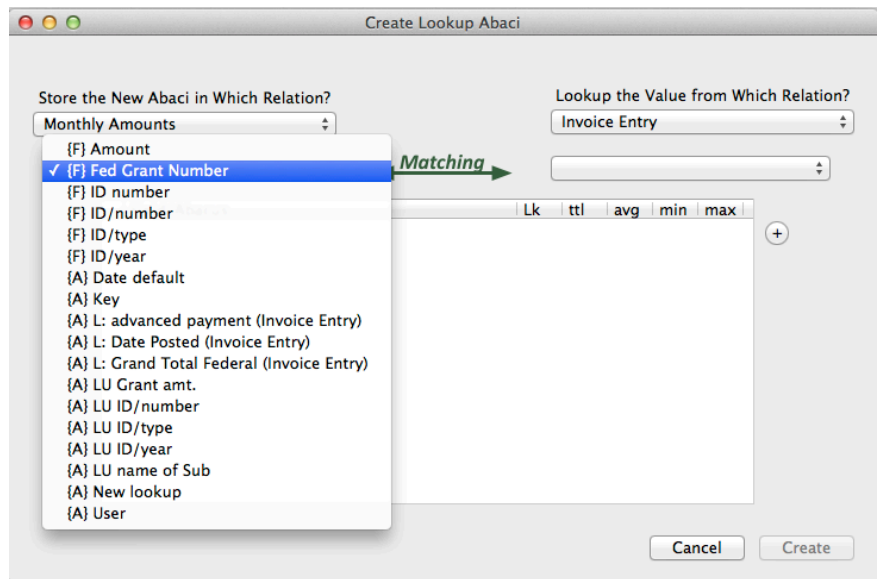 Create Lookup Abaci
Store the New Abaci in Which Relation?
Lookup the Value from Which Relation?
Monthly Amounts
Invoice Entry
{F} Amount
✓ {F} Fed Grant Number
Matching
{F} ID number
{F} ID/number
Lk ttl avg min max
{F} ID/type
+
{F} ID/year
{A} Date default
{A} Key
{A} L: advanced payment (Invoice Entry)
{A} L: Date Posted (Invoice Entry)
{A} L: Grand Total Federal (Invoice Entry)
{A} LU Grant amt.
{A} LU ID/number
{A} LU ID/type
{A} LU ID/year
{A} LU name of Sub
{A} New lookup
{A} User
Cancel
Create